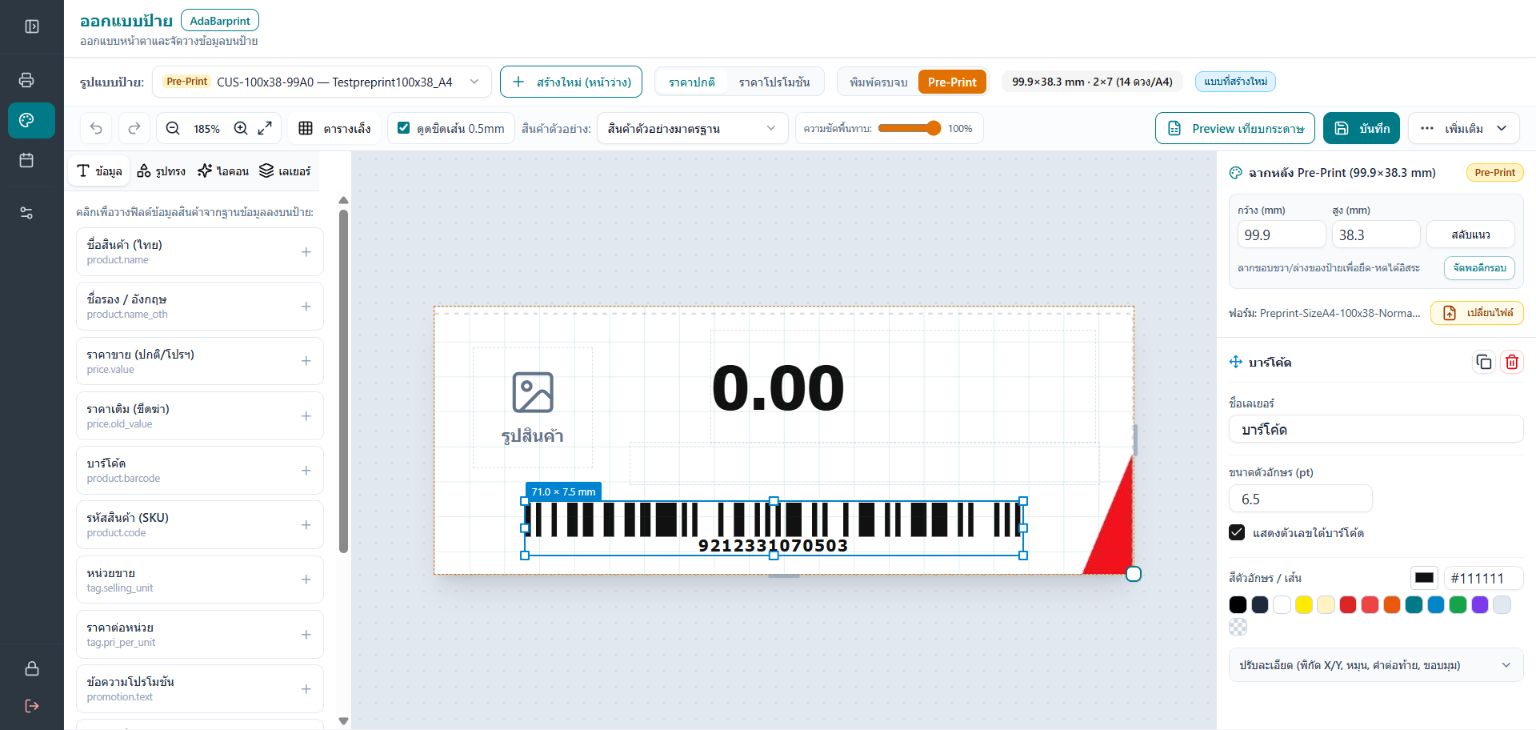 ออกแบบป้าย AdaBarprint
ออกแบบหน้าตาและจัดวางข้อมูลบนป้าย
รูปแบบป้าย: Pre-Print CUS-100x38-99A0 — Testpreprint100x38_A4 สร้างใหม่ (หน้าว่าง) ราคาปกติ ราคาโปรโมชัน พิมพ์ครบจบ Pre-Print 99.9×38.3 mm · 2×7 (14 ดวง/A4) แบบที่สร้างใหม่
185% ตารางเล็ง ดูดชิดเส้น 0.5mm สินค้าตัวอย่าง: สินค้าตัวอย่างมาตรฐาน ความชัดพื้นทาบ: 100% Preview เทียบกระดาษ บันทึก เพิ่มเติม
ข้อมูล รูปทรง ไอคอน เลเยอร์
คลิกเพื่อวางฟิลด์ข้อมูลสินค้าจากฐานข้อมูลลงบนป้าย:
ชื่อสินค้า (ไทย)
product.name
ชื่อรอง / อังกฤษ
product.name_oth
ราคาขาย (ปกติ/โปรฯ)
price.value
ราคาเดิม (ขีดฆ่า)
price.old_value
บาร์โค้ด
product.barcode
รหัสสินค้า (SKU)
product.code
หน่วยขาย
tag.selling_unit
ราคาต่อหน่วย
tag.pri_per_unit
ข้อความโปรโมชัน
promotion.text
0.00
รูปสินค้า
71.0 × 7.5 mm
9212331070503
ฉากหลัง Pre-Print (99.9×38.3 mm) Pre-Print
กว้าง (mm) สูง (mm)
99.9 38.3 สลับแนว
ลากขอบขวา/ล่างของป้ายเพื่อยืด-หดได้อิสระ จัดพอดีกรอบ
ฟอร์ม: Preprint-SizeA4-100x38-Norma... เปลี่ยนไฟล์
บาร์โค้ด
ชื่อเลเยอร์
บาร์โค้ด
ขนาดตัวอักษร (pt)
6.5
แสดงตัวเลขใต้บาร์โค้ด
สีตัวอักษร / เส้น #111111
ปรับละเอียด (พิกัด X/Y, หมุน, คำต่อท้าย, ขอบมุม)